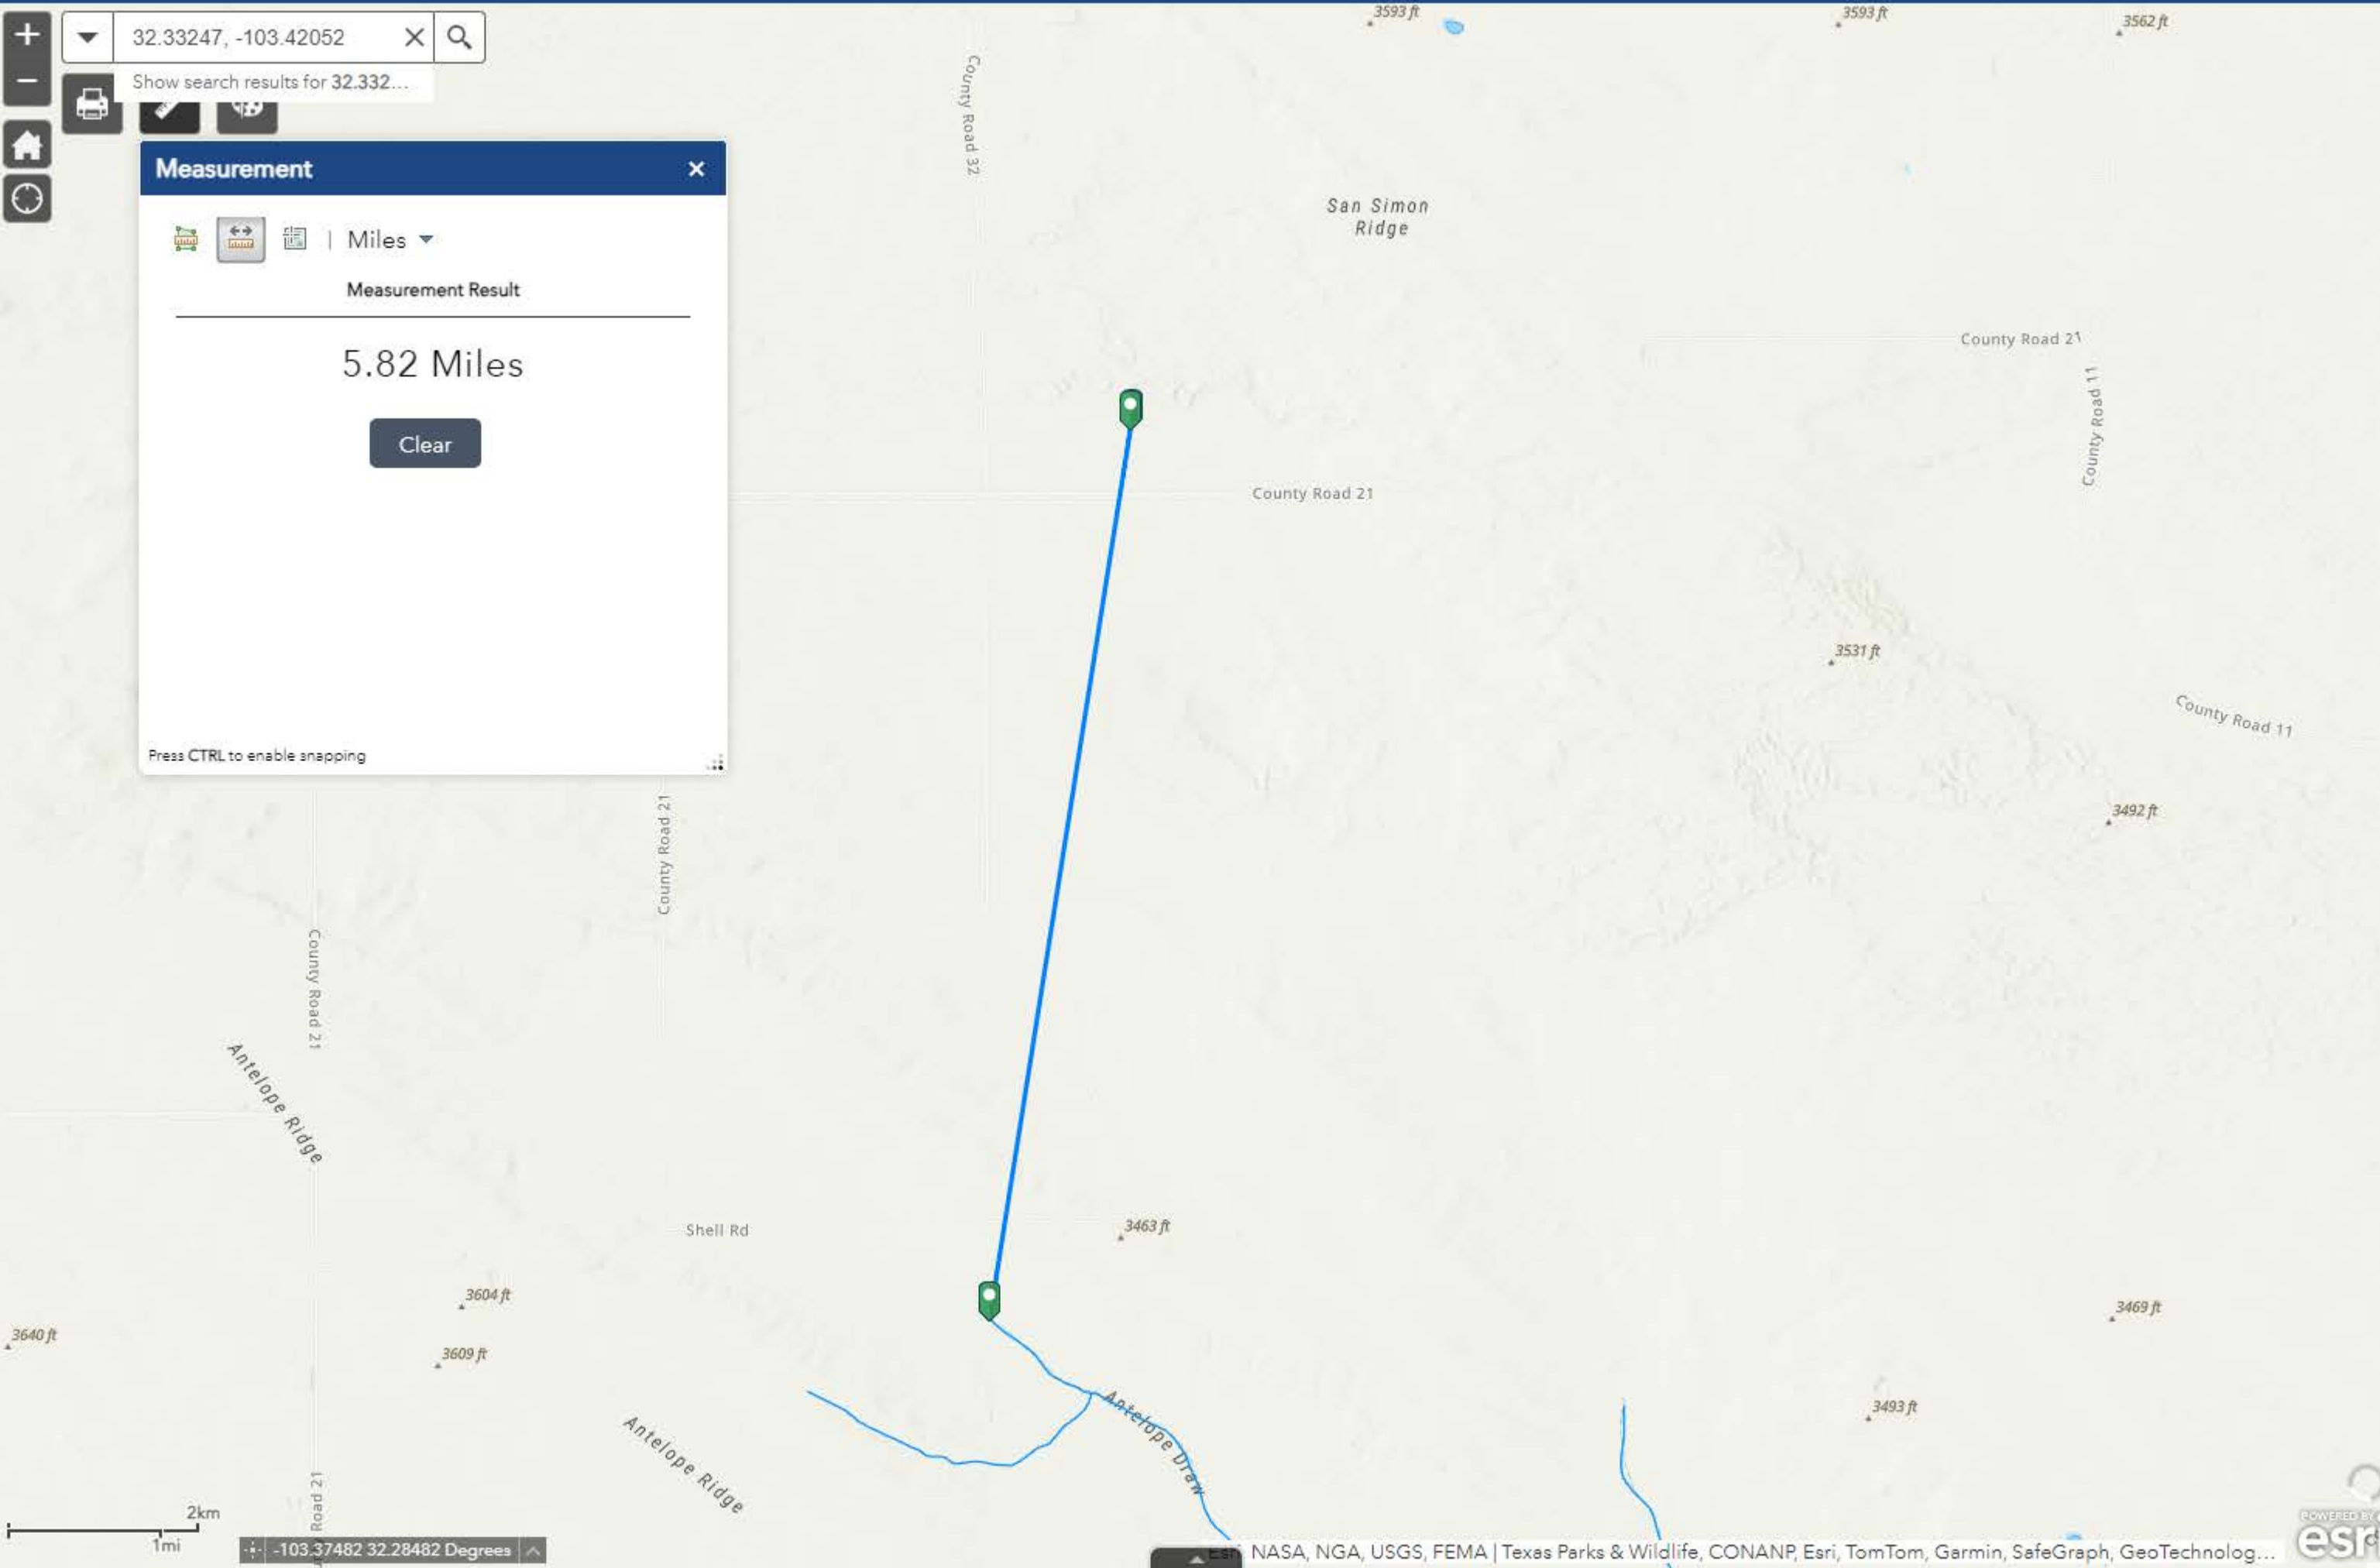 32.33247, -103.42052
Show search results for 32.332...
Measurement
Miles
Measurement Result
5.82 Miles
Clear
Press CTRL to enable snapping
3593 ft
3593 ft
3562 ft
County Road 32
San Simon
Ridge
County Road 21
County Road 11
County Road 21
3531 ft
County Road 11
3492 ft
County Road 21
County Road 21
Antelope Ridge
Shell Rd
3463 ft
3604 ft
3469 ft
3640 ft
3609 ft
Antelope Ridge
Antelope Draw
3493 ft
Road 21
2km
1mi
-103.37482 32.28482 Degrees
POWERED BY
esri
Esri, NASA, NGA, USGS, FEMA | Texas Parks & Wildlife, CONANP, Esri, TomTom, Garmin, SafeGraph, GeoTechnolog...